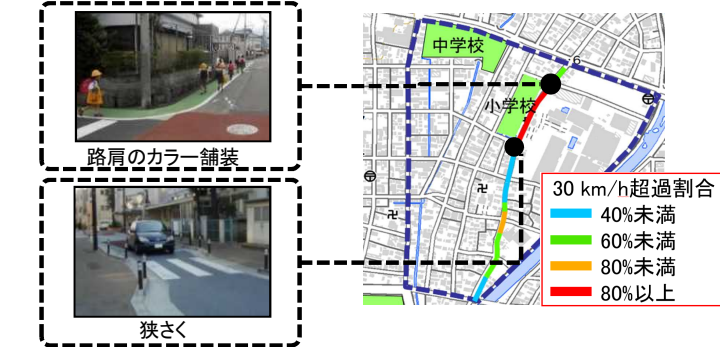 路肩のカラー舗装
狭さく
中学校
6
小学校
30 km/h超過割合
40%未満
60%未満
80%未満
80%以上